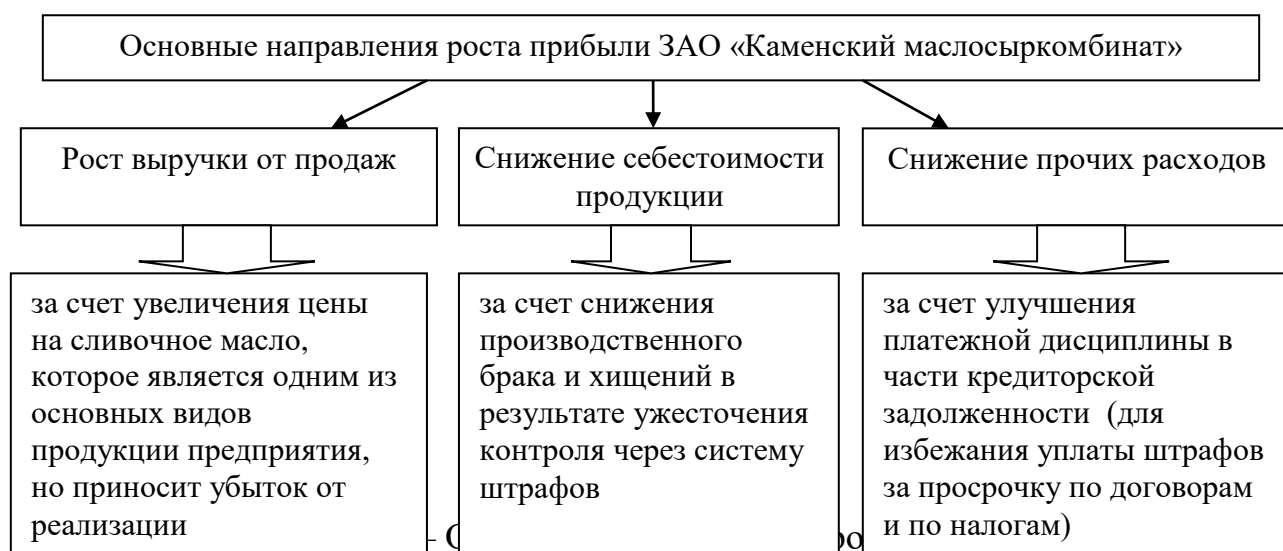 Основные направления роста прибыли ЗАО «Каменский маслосыркомбинат»
Рост выручки от продаж
Снижение себестоимости
продукции
Снижение прочих расходов
за счет увеличения цены
на сливочное масло,
которое является одним из
основных видов
продукции предприятия,
но приносит убыток от
реализации
за счет снижения
производственного
брака и хищений в
результате ужесточения
контроля через систему
штрафов
за счет улучшения
платежной дисциплины в
части кредиторской
задолженности (для
избежания уплаты штрафов
за просрочку по договорам
и по налогам)